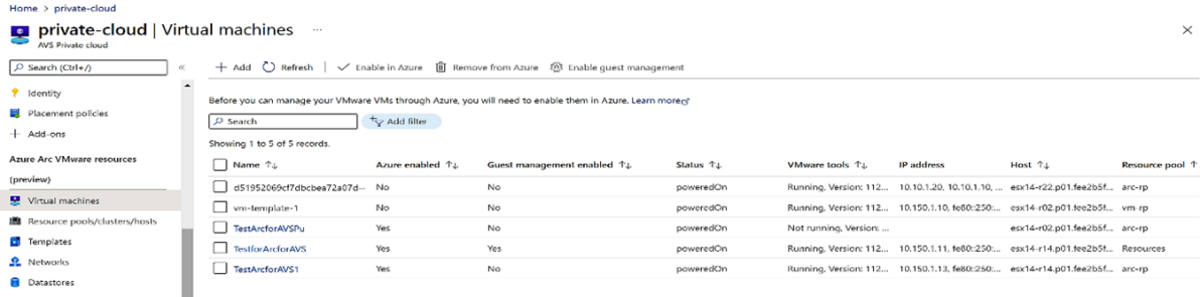 Home > private-cloud
private-cloud | Virtual machines ...
AVS Private cloud
Search (Ctrl+/) «
Identity
Placement policies
Add-ons
Azure Arc VMware resources
(preview)
Virtual machines
Resource pools/clusters/hosts
Templates
Networks
Datastores
Add Refresh Enable in Azure Remove from Azure Enable guest management
Before you can manage your VMware VMs through Azure, you will need to enable them in Azure. Learn more
Search Add filter
Showing 1 to 5 of 5 records.
Name ↑↓ Azure enabled ↑↓ Guest management enabled ↑↓ Status ↑↓ VMware tools ↑↓ IP address Host ↑↓ Resource pool ↑
d51952069cf7dbcbea72a07d... No No poweredOn Running, Version: 112... 10.10.1.20, 10.10.1.10, ... esx14-r22.p01.fee2b5f... arc-rp
vm-template-1 No No poweredOn Running, Version: 112... 10.150.1.10, fe80::250:... esx14-r02.p01.fee2b5f... vm-rp
TestArcforAVSPu Yes No poweredOn Not running, Version: ... esx14-r02.p01.fee2b5f... arc-rp
TestforArcforAVS Yes Yes poweredOn Running, Version: 112... 10.150.1.11, fe80::250:... esx14-r14.p01.fee2b5f... Resources
TestArcforAVS1 Yes No poweredOn Running, Version: 112... 10.150.1.13, fe80::250:... esx14-r14.p01.fee2b5f... arc-rp